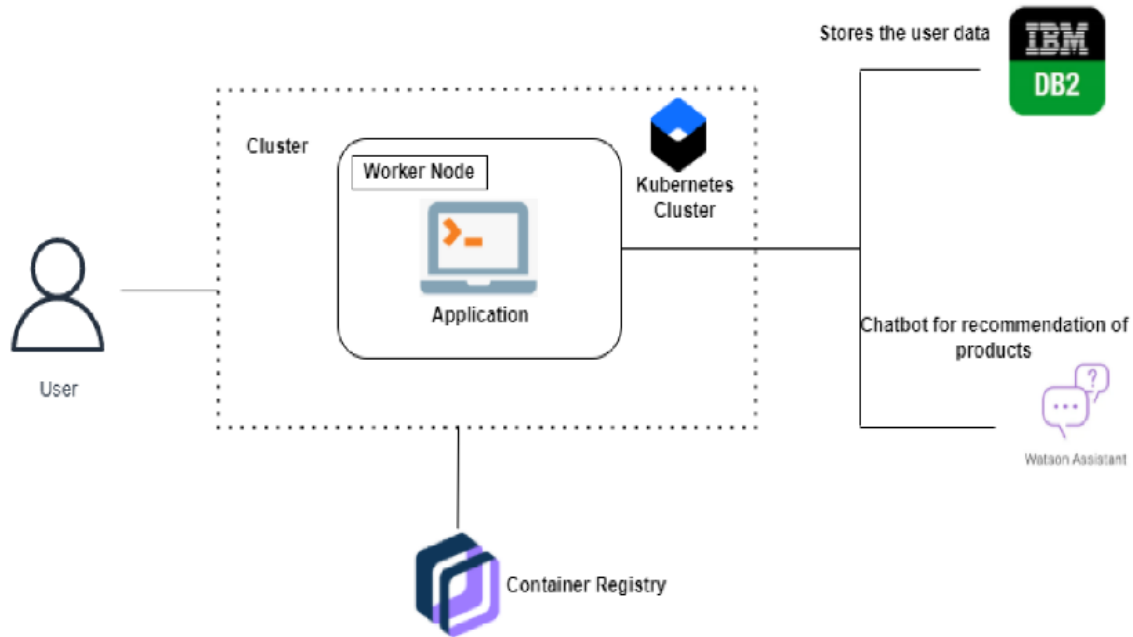 Stores the user data
IBM
DB2
Cluster
Worker Node
Kubernetes
Cluster
Application
User
Chatbot for recommendation of
products
?
Watson Assistant
Container Registry